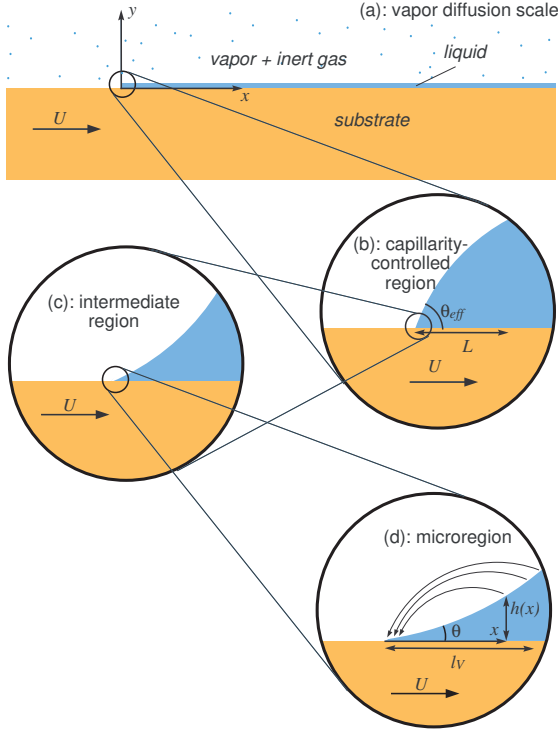 (a): vapor diffusion scale
y
vapor + inert gas
liquid
x
U
substrate
(b): capillarity-
controlled
region
θeff
L
U
(c): intermediate
region
U
(d): microregion
h(x)
θ
x
lV
U